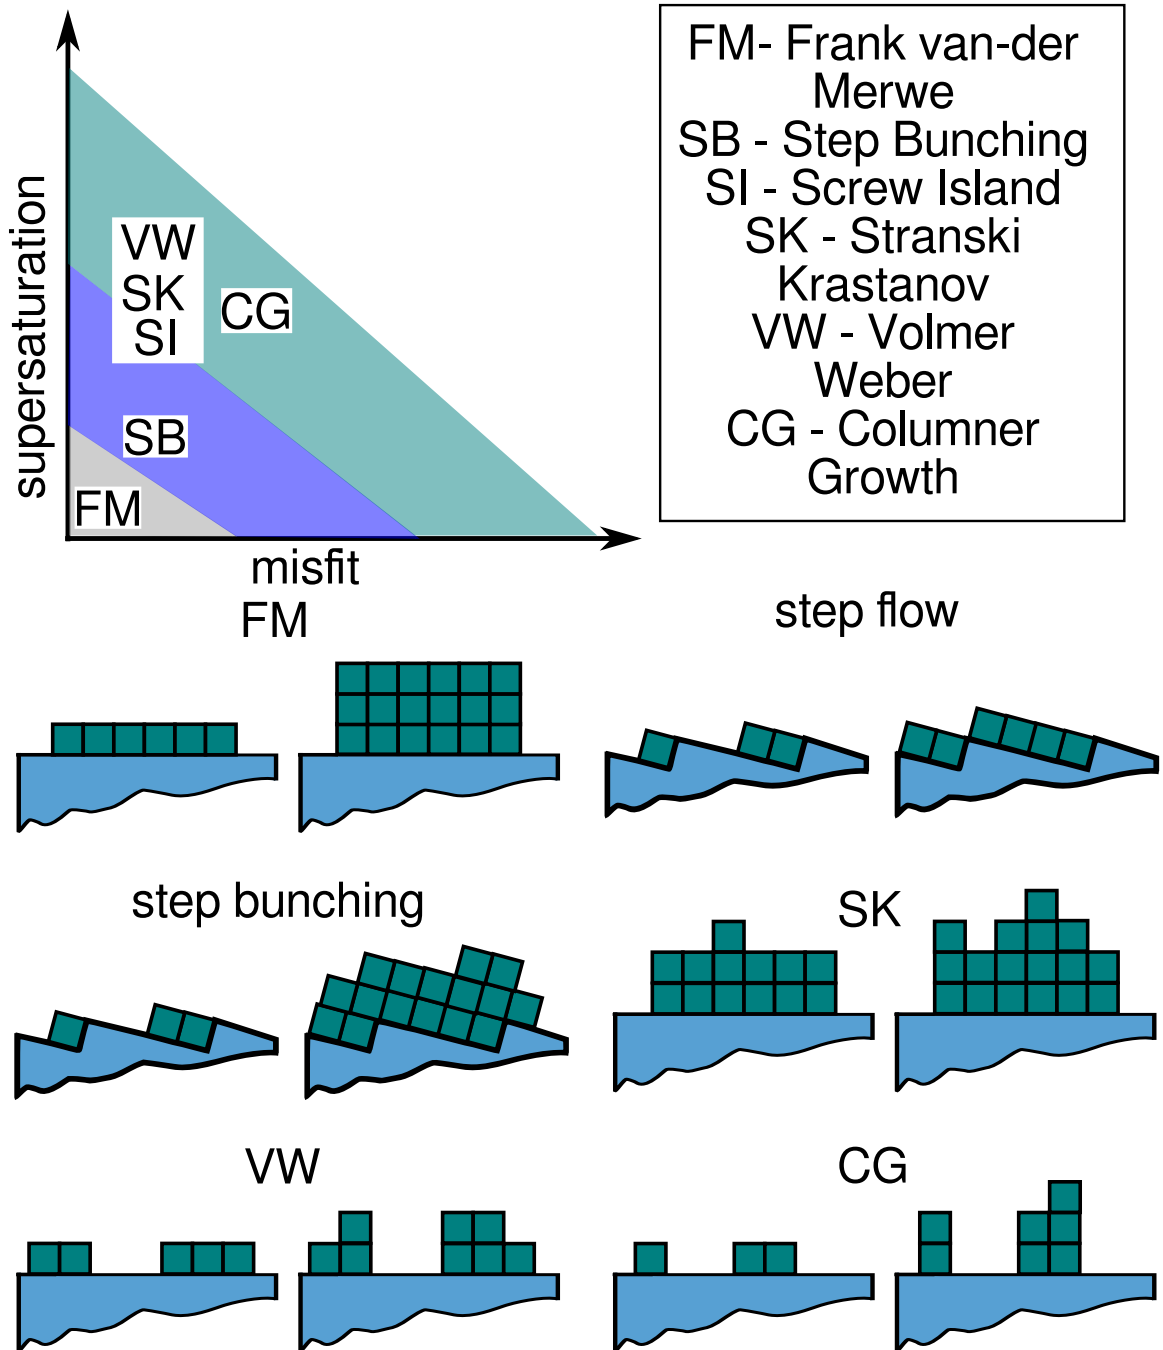 supersaturation
VW
SK
SI
CG
SB
FM
misfit
FM- Frank van-der
Merwe
SB - Step Bunching
SI - Screw Island
SK - Stranski
Krastanov
VW - Volmer
Weber
CG - Columner
Growth
FM
step flow
step bunching
SK
VW
CG